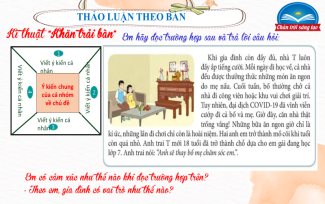 THẢO LUẬN THEO BÀN
Chân trời sáng tạo
Kĩ thuật "Khăn trải bàn"
Em hãy đọc trường hợp sau và trả lời câu hỏi:
1
Viết ý kiến cá nhân
Viết ý kiến cá nhân
Ý kiến chung của cả nhóm về chủ đề
Viết ý kiến cá nhân
Viết ý kiến cá nhân
Khi gia đình còn đầy đủ, nhà T luôn
đầy ắp tiếng cười. Mỗi ngày đi học về, cả nhà
đều được thưởng thức những món ăn ngon
do mẹ nấu. Cuối tuần, bố thường chở cả
nhà đi công viên hoặc khu vui chơi giải trí.
Tuy nhiên, đại dịch COVID-19 đã vĩnh viễn
cướp đi cả bố và mẹ. Giờ đây, căn nhà thật
trống vắng! Những bữa ăn ngon giờ chỉ là
kí ức, những lần đi chơi chỉ còn là hoài niệm. Hai anh em trở thành mồ côi khi tuổi
còn quá nhỏ. Anh trai T mới 18 tuổi đã trở thành chỗ dựa cho em gái đang học
lớp 7. Anh trai nói: "Anh sẽ thay bố mẹ chăm sóc em.".
Em có cảm xúc như thế nào khi đọc trường hợp trên?
- Theo em, gia đình có vai trò như thế nào?